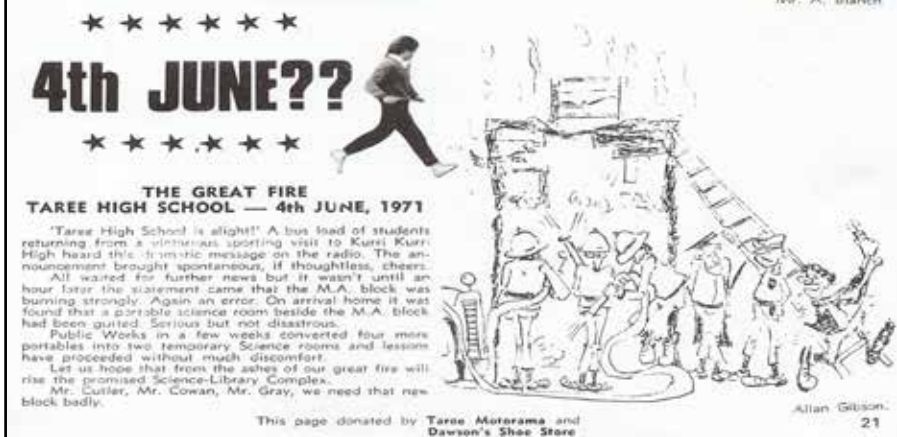 Mr. A. Blanch
4th JUNE??
THE GREAT FIRE
TAREE HIGH SCHOOL — 4th JUNE, 1971
'Taree High School is alight!' A bus load of students
returning from a victorious sporting visit to Kurri Kurri
High heard this dramatic message on the radio. The an-
nouncement brought spontaneous, if thoughtless, cheers.
All waited for further news but it wasn't until an
hour later the statement came that the M.A. block was
burning strongly. Again an error. On arrival home it was
found that a portable science room beside the M.A. block
had been gutted. Serious but not disastrous.
Public Works in a few weeks converted four more
portables into two temporary Science rooms and lessons
have proceeded without much discomfort.
Let us hope that from the ashes of our great fire will
rise the promised Science-Library Complex.
Mr. Cutler, Mr. Cowan, Mr. Gray, we need that new
block badly.
Allan Gibson.
This page donated by Taree Motorama and
Dawson's Shoe Store
21